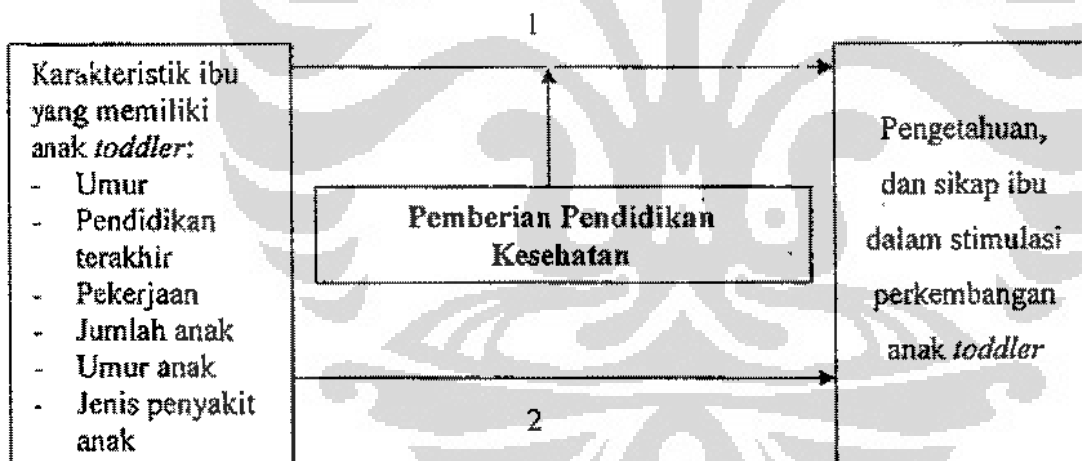 1
Karakteristik ibu
yang memiliki
anak toddler:
- Umur
- Pendidikan
terakhir
- Pekerjaan
- Jumlah anak
- Umur anak
- Jenis penyakit
anak
Pemberian Pendidikan
Kesehatan
2
Pengetahuan,
dan sikap ibu
dalam stimulasi
perkembangan
anak toddler